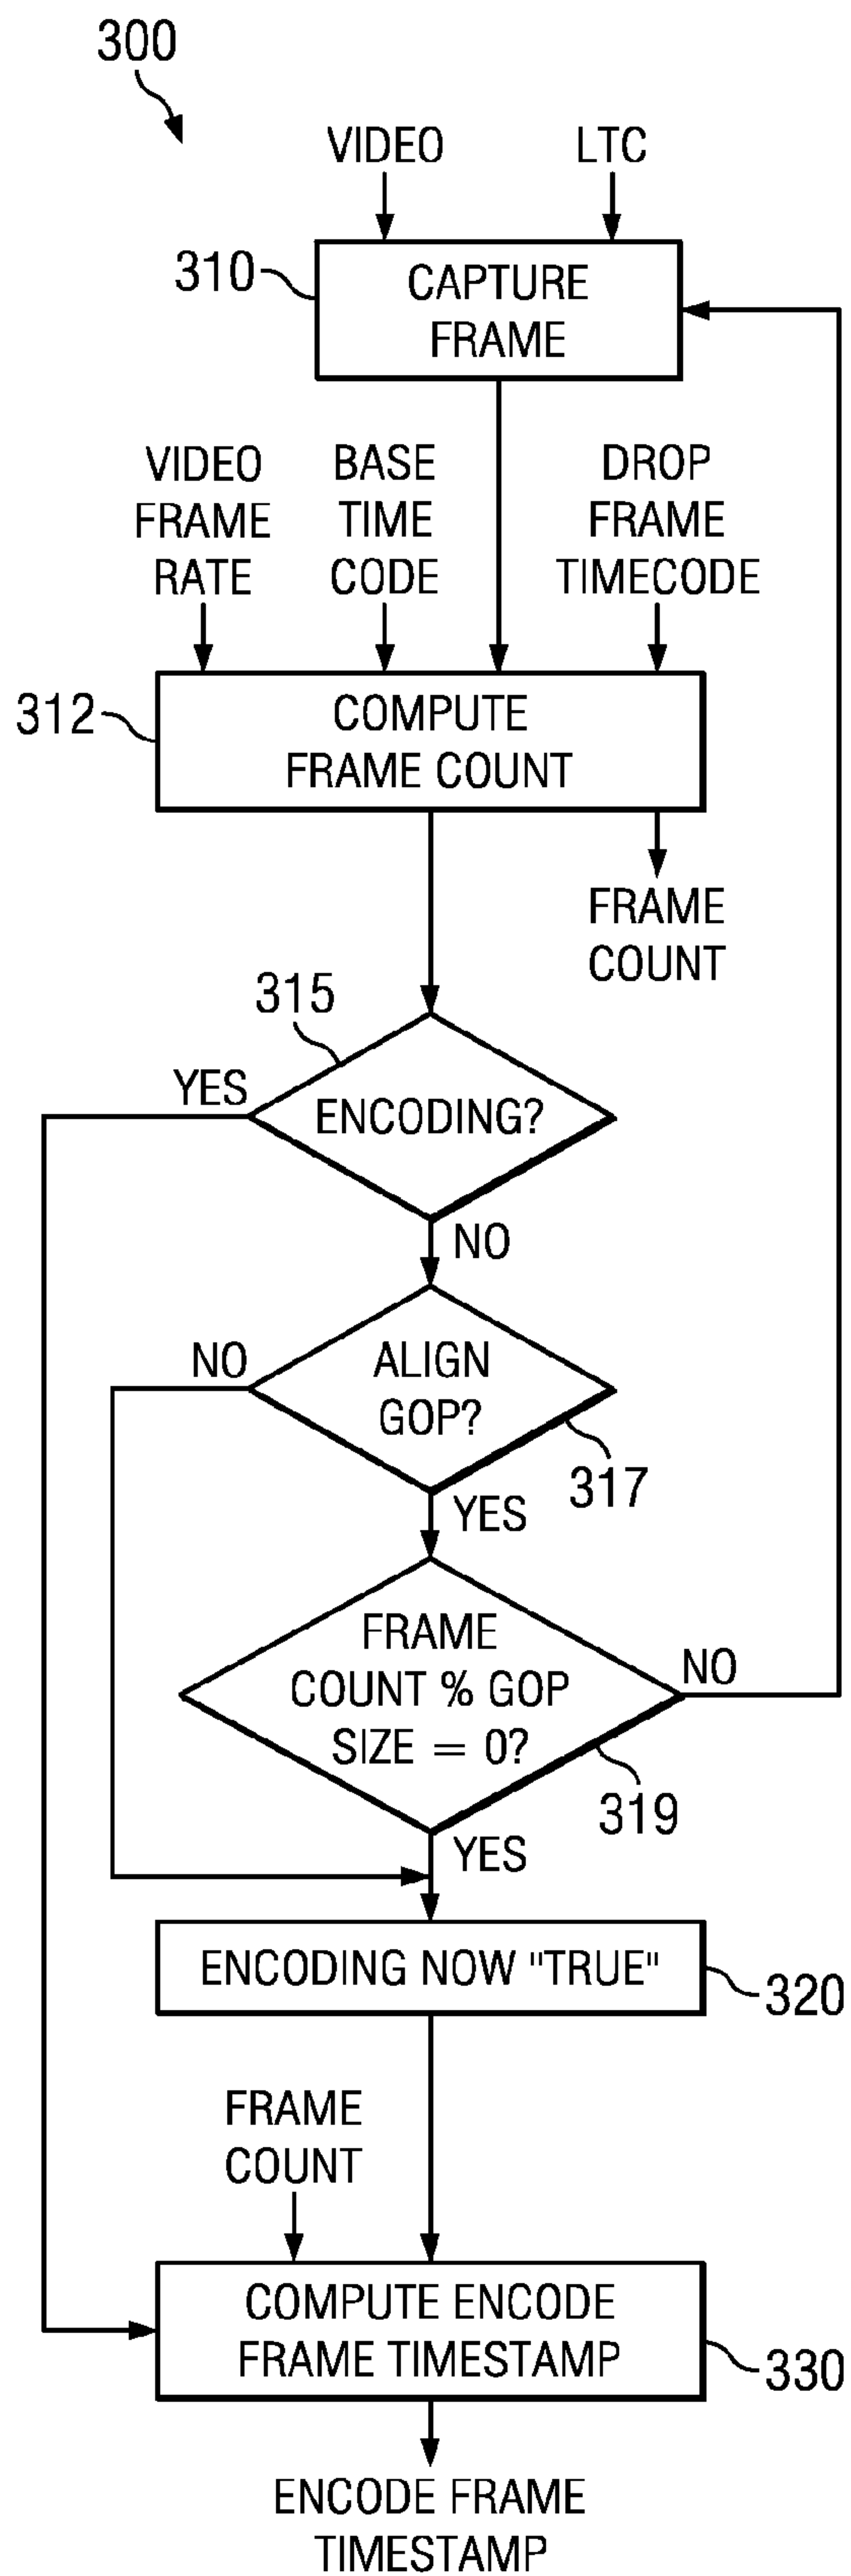 300
VIDEO
LTC
310
CAPTURE
FRAME
VIDEO
FRAME
RATE
BASE
TIME
CODE
DROP
FRAME
TIMECODE
312
COMPUTE
FRAME COUNT
FRAME
COUNT
315
YES
ENCODING?
NO
NO
ALIGN
GOP?
317
YES
FRAME
COUNT % GOP
SIZE = 0?
NO
319
YES
ENCODING NOW "TRUE"
320
FRAME
COUNT
COMPUTE ENCODE
FRAME TIMESTAMP
330
ENCODE FRAME
TIMESTAMP